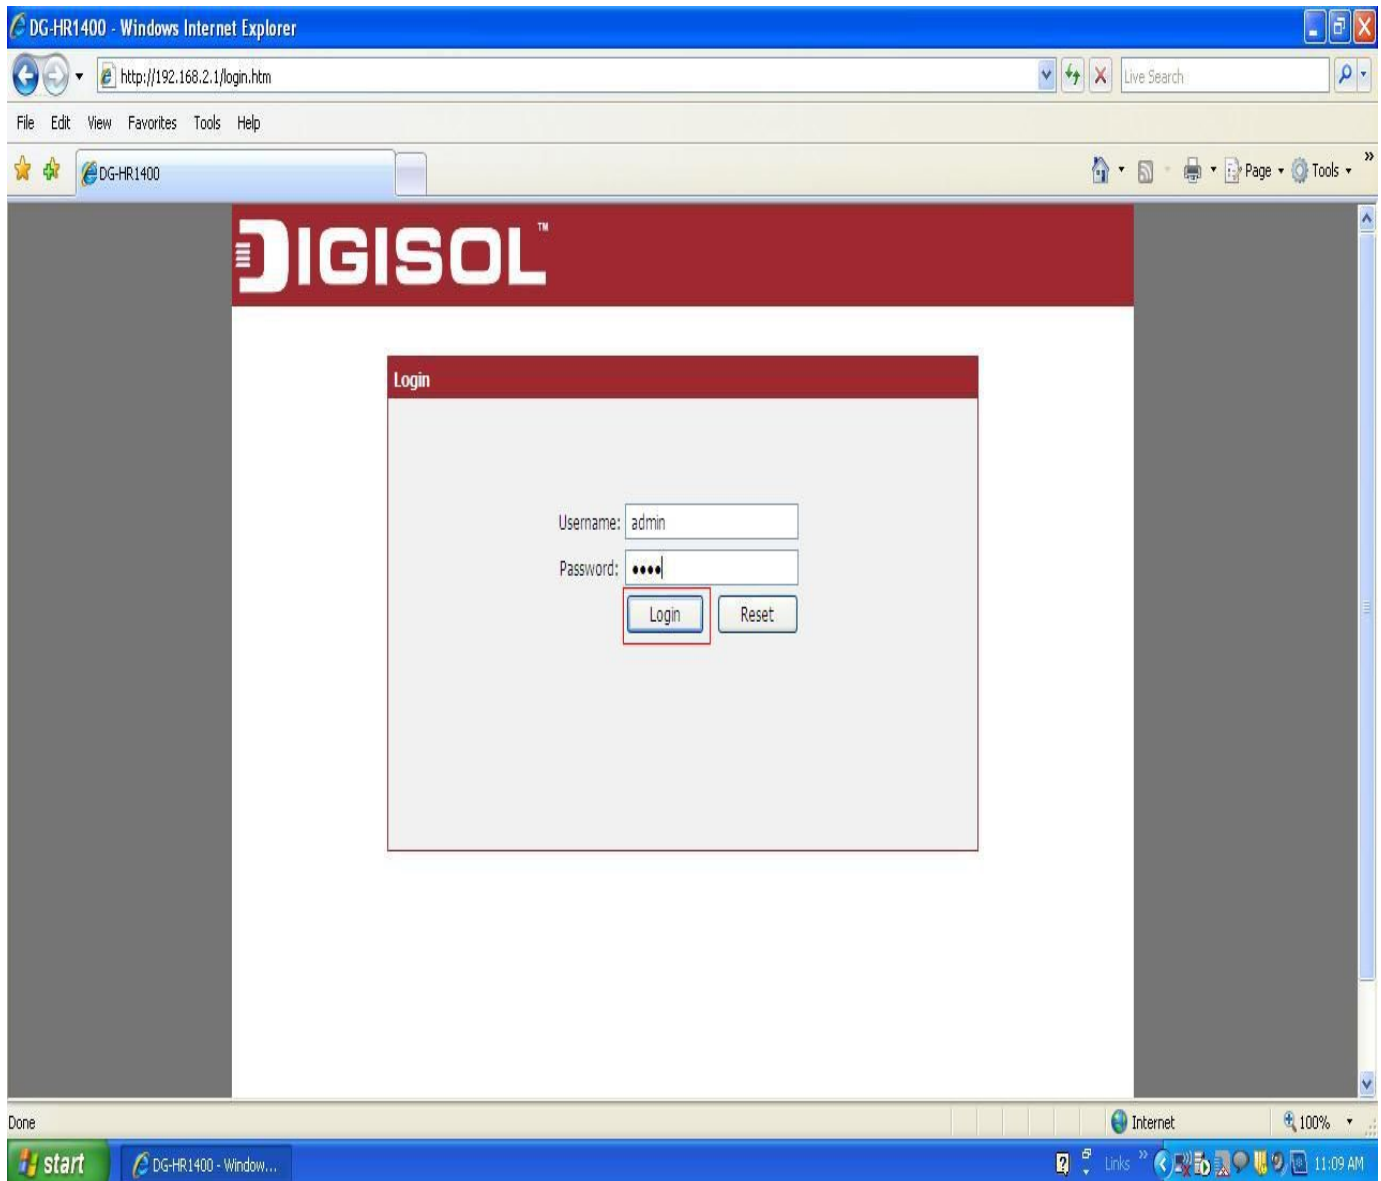 DG-HR1400 - Windows Internet Explorer
http://192.168.2.1/login.htm
Live Search
File Edit View Favorites Tools Help
DG-HR1400
Page Tools »
DIGISOL™
Login
Username: admin
Password: ••••
Login Reset
Done
Internet
100%
start
DG-HR1400 - Window...
Links »
11:09 AM